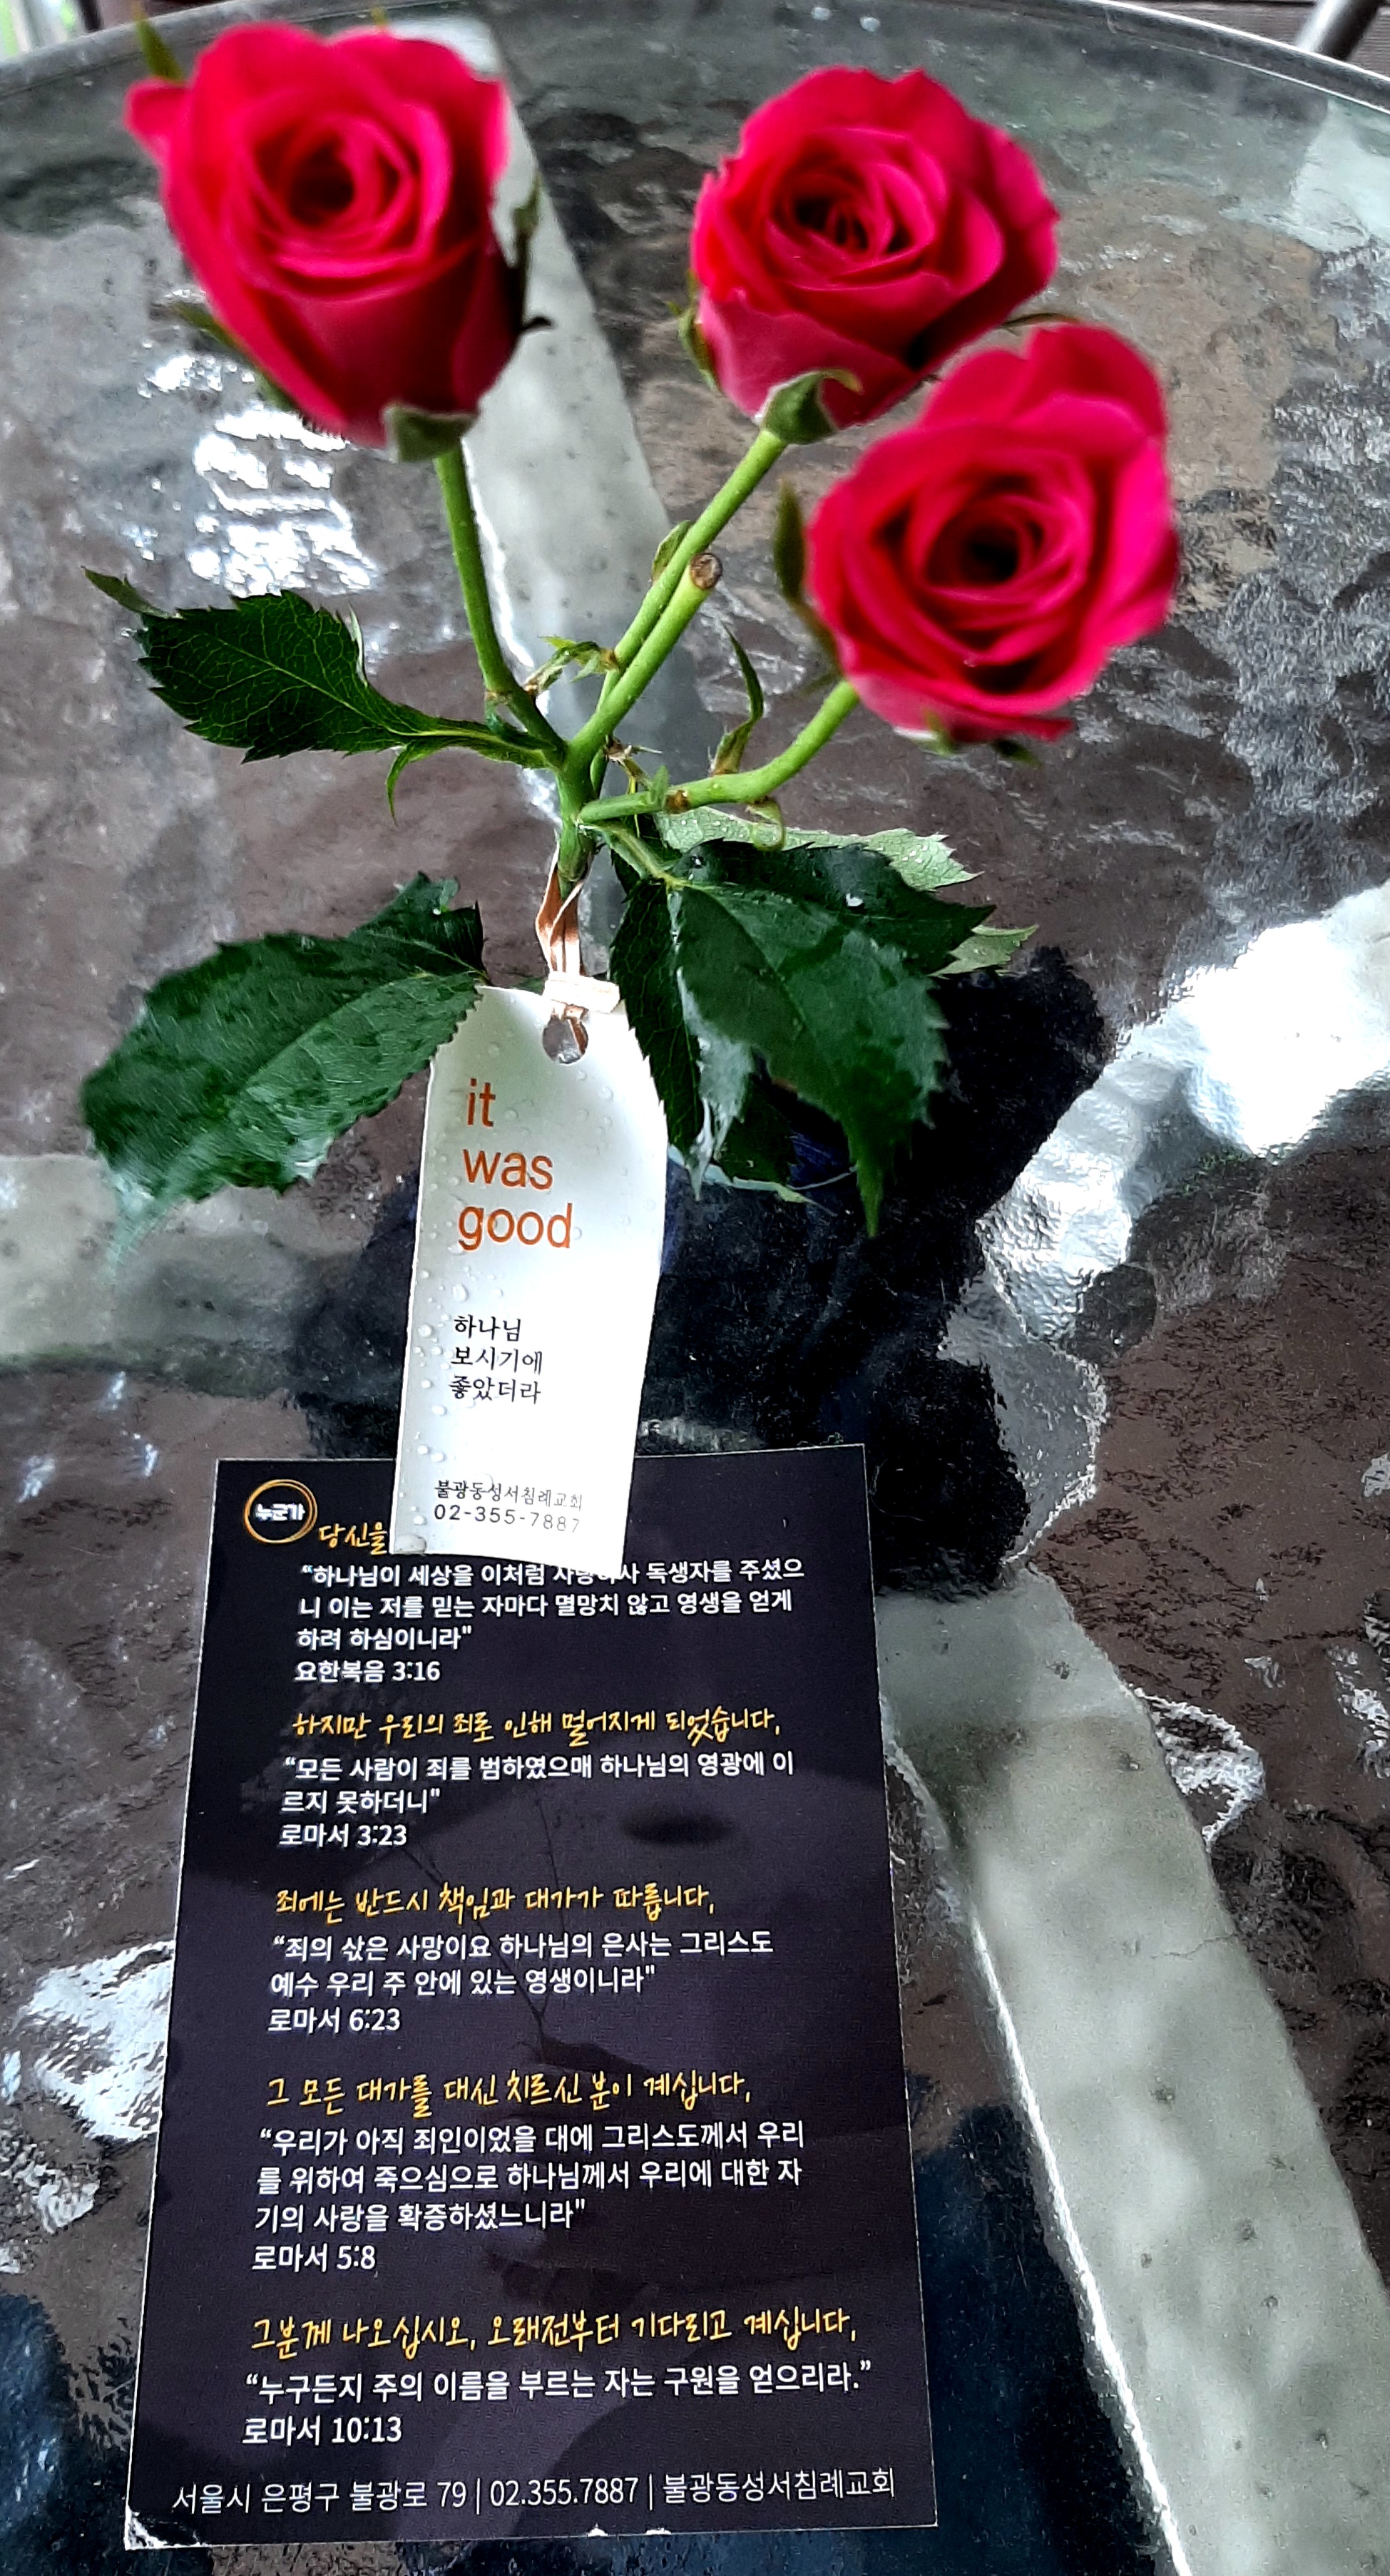 it
was
good
하나님
보시기에
좋았더라
불광동성서침례교회
02-355-7887
누군가
당신을
“하나님이 세상을 이처럼 독생자를 주셨으
니 이는 저를 믿는 자마다 멸망치 않고 영생을 얻게
하려 하심이니라"
요한복음 3:16
하지만 우리의 죄로 인해 멀어지게 되었습니다.
“모든 사람이 죄를 범하였으매 하나님의 영광에 이
르지 못하더니"
로마서 3:23
죄에는 반드시 책임과 대가가 따릅니다.
“죄의 삯은 사망이요 하나님의 은사는 그리스도
예수 우리 주 안에 있는 영생이니라"
로마서 6:23
그 모든 대가를 대신 치르신 분이 계십니다.
“우리가 아직 죄인이었을 대에 그리스도께서 우리
를 위하여 죽으심으로 하나님께서 우리에 대한 자
기의 사랑을 확증하셨느니라"
로마서 5:8
그분께 나오십시오, 오래전부터 기다리고 계십니다.
“누구든지 주의 이름을 부르는 자는 구원을 얻으리라.”
로마서 10:13
서울시 은평구 불광로 79 | 02.355.7887 | 불광동성서침례교회